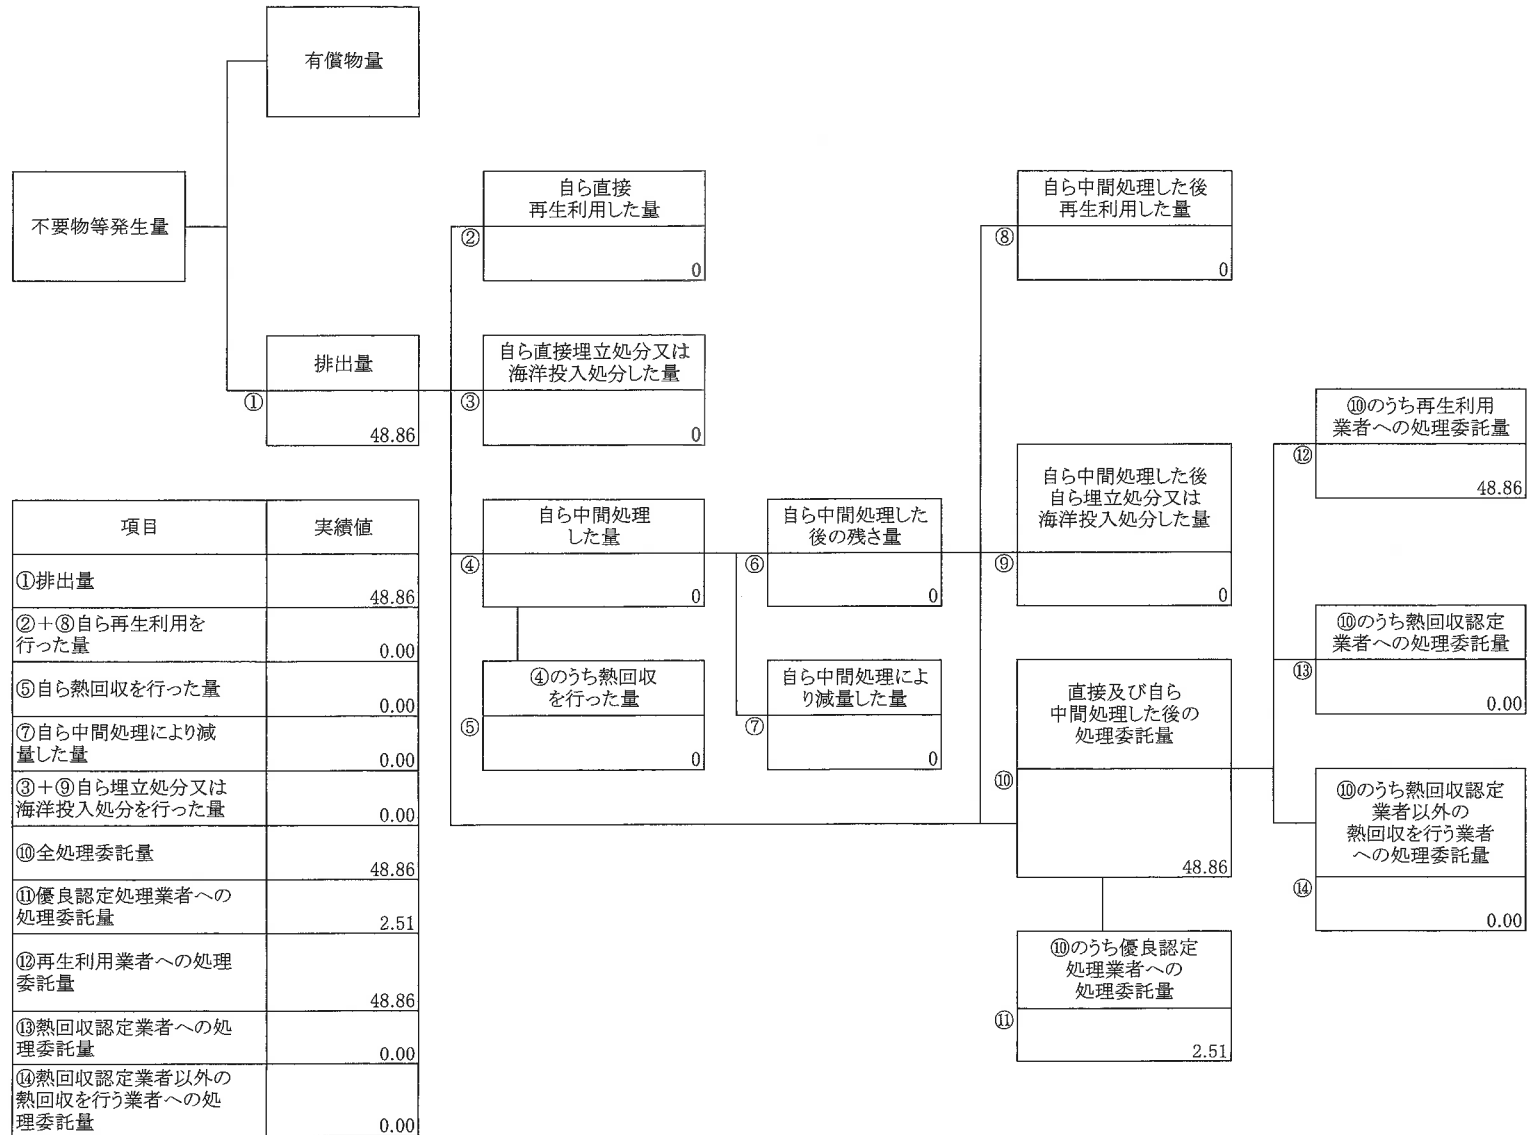 有償物量
不要物等発生量
排出量
①
48.86
自ら直接
再生利用した量
②
0
自ら直接埋立処分又は
海洋投入処分した量
③
0
自ら中間処理
した量
④
0
④のうち熱回収
を行った量
⑤
0
自ら中間処理した
後の残さ量
⑥
0
自ら中間処理によ
り減量した量
⑦
0
自ら中間処理した後
再生利用した量
⑧
0
自ら中間処理した後
自ら埋立処分又は
海洋投入処分した量
⑨
0
直接及び自ら
中間処理した後の
処理委託量
⑩
48.86
⑩のうち優良認定
処理業者への
処理委託量
⑪
2.51
⑩のうち再生利用
業者への処理委託量
⑫
48.86
⑩のうち熱回収認定
業者への処理委託量
⑬
0.00
⑩のうち熱回収認定
業者以外の
熱回収を行う業者
への処理委託量
⑭
0.00
項目
実績値
①排出量
48.86
②+⑧自ら再生利用を
行った量
0.00
⑤自ら熱回収を行った量
0.00
⑦自ら中間処理により減
量した量
0.00
③+⑨自ら埋立処分又は
海洋投入処分を行った量
0.00
⑩全処理委託量
48.86
⑪優良認定処理業者への
処理委託量
2.51
⑫再生利用業者への処理
委託量
48.86
⑬熱回収認定業者への処
理委託量
0.00
⑭熱回収認定業者以外の
熱回収を行う業者への処
理委託量
0.00